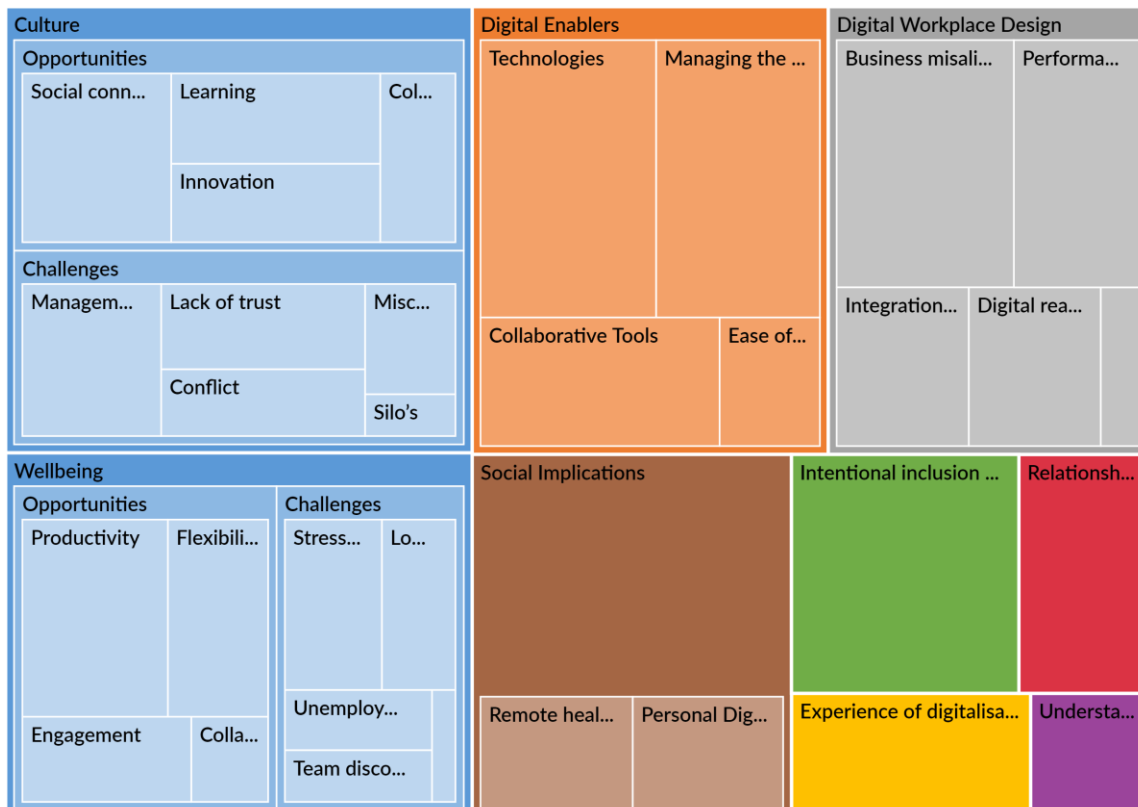 Culture
Opportunities
Social conn...
Learning
Col...
Innovation
Challenges
Managem...
Lack of trust
Misc...
Conflict
Silo’s
Digital Enablers
Technologies
Managing the ...
Collaborative Tools
Ease of...
Digital Workplace Design
Business misali...
Performa...
Integration...
Digital rea...
Wellbeing
Opportunities
Productivity
Flexibili...
Engagement
Colla...
Challenges
Stress...
Lo...
Unemploy...
Team disco...
Social Implications
Remote heal...
Personal Dig...
Intentional inclusion ...
Relationsh...
Experience of digitalisa...
Understa...